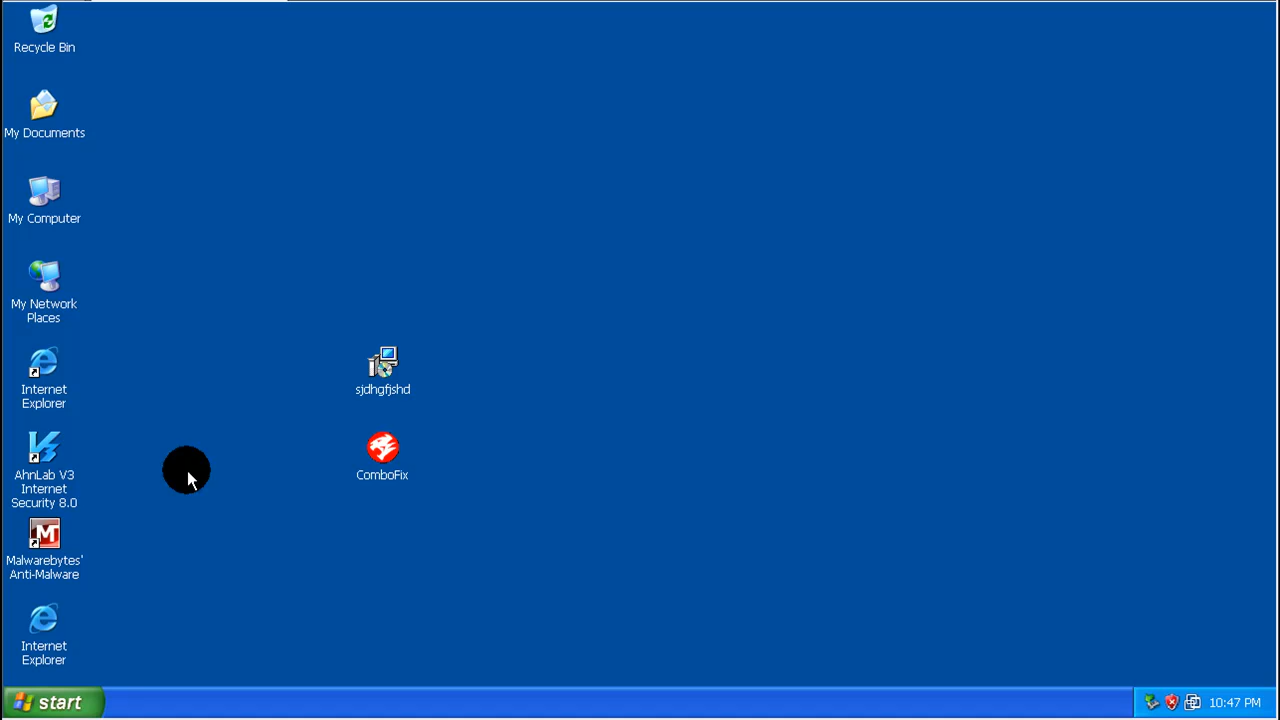 Recycle Bin
My Documents
My Computer
My Network
Places
Internet
Explorer
AhnLab V3
Internet
Security 8.0
Malwarebytes'
Anti-Malware
Internet
Explorer
sjdhgfjshd
ComboFix
start
10:47 PM